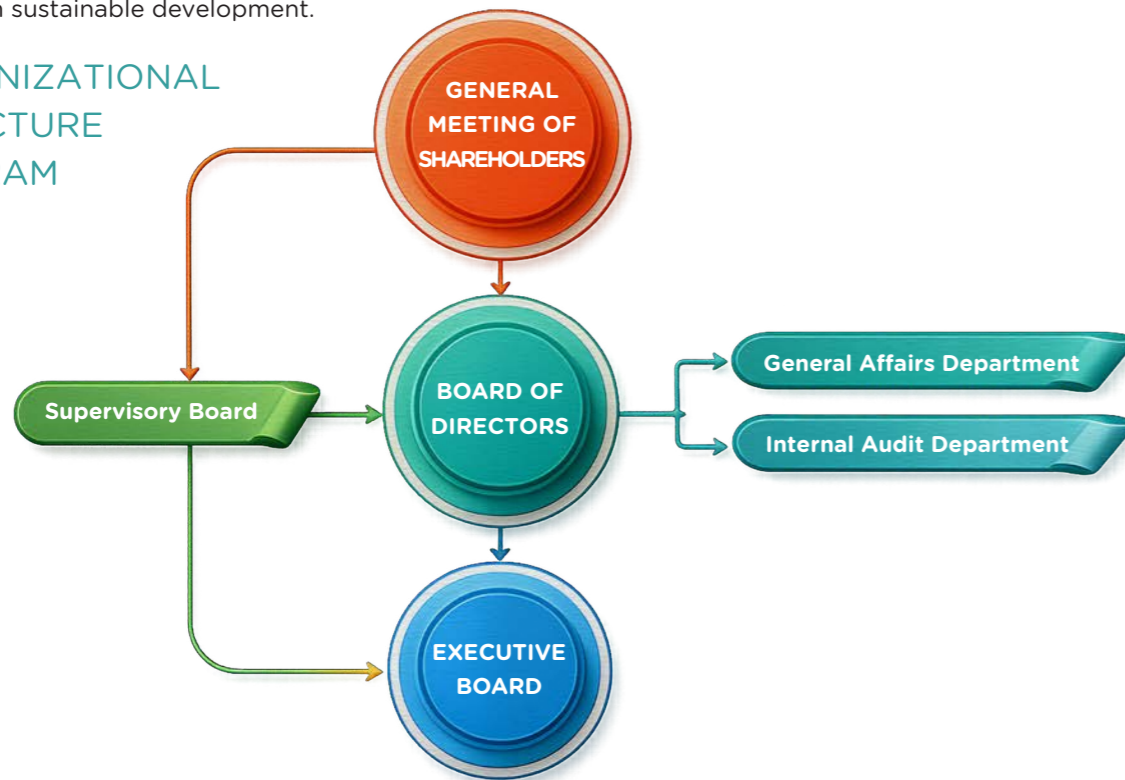 n sustainable development.
NIZATIONAL
CTURE
AM
GENERAL
MEETING OF
SHAREHOLDERS
Supervisory Board
BOARD OF
DIRECTORS
General Affairs Department
Internal Audit Department
EXECUTIVE
BOARD